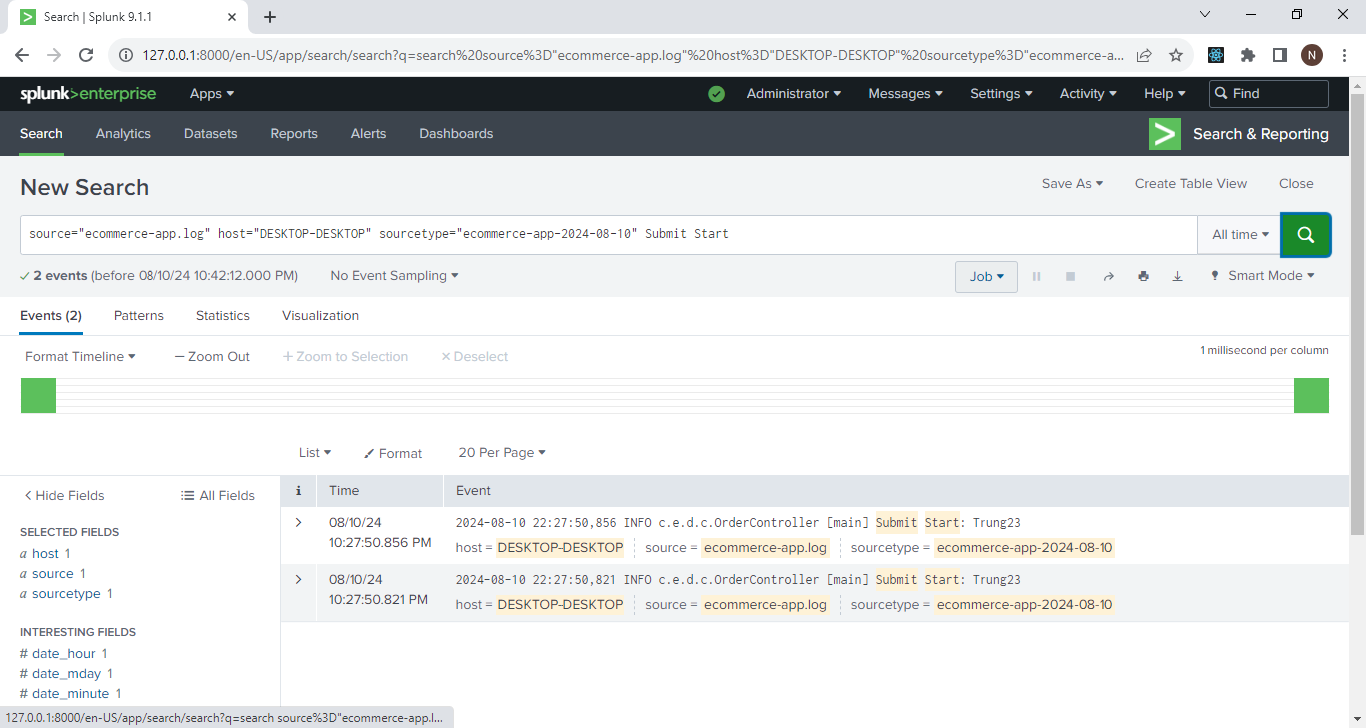 Search | Splunk 9.1.1
127.0.0.1:8000/en-US/app/search/search?q=search%20source%3D"ecommerce-app.log"%20host%3D"DESKTOP-DESKTOP"%20sourcetype%3D"ecommerce-a...
N
splunk>enterprise Apps Administrator Messages Settings Activity Help Find
Search Analytics Datasets Reports Alerts Dashboards > Search & Reporting
New Search Save As Create Table View Close
source="ecommerce-app.log" host="DESKTOP-DESKTOP" sourcetype="ecommerce-app-2024-08-10" Submit Start All time
2 events (before 08/10/24 10:42:12.000 PM) No Event Sampling Job Smart Mode
Events (2) Patterns Statistics Visualization
Format Timeline — Zoom Out + Zoom to Selection × Deselect 1 millisecond per column
List Format 20 Per Page
< Hide Fields All Fields i Time Event
SELECTED FIELDS
a host 1
a source 1
a sourcetype 1
INTERESTING FIELDS
# date_hour 1
# date_mday 1
# date_minute 1
> 08/10/24 2024-08-10 22:27:50,856 INFO c.e.d.c.OrderController [main] Submit Start: Trung23
10:27:50.856 PM host = DESKTOP-DESKTOP source = ecommerce-app.log sourcetype = ecommerce-app-2024-08-10
> 08/10/24 2024-08-10 22:27:50,821 INFO c.e.d.c.OrderController [main] Submit Start: Trung23
10:27:50.821 PM host = DESKTOP-DESKTOP source = ecommerce-app.log sourcetype = ecommerce-app-2024-08-10
127.0.0.1:8000/en-US/app/search/search?q=search source%3D"ecommerce-app.l...